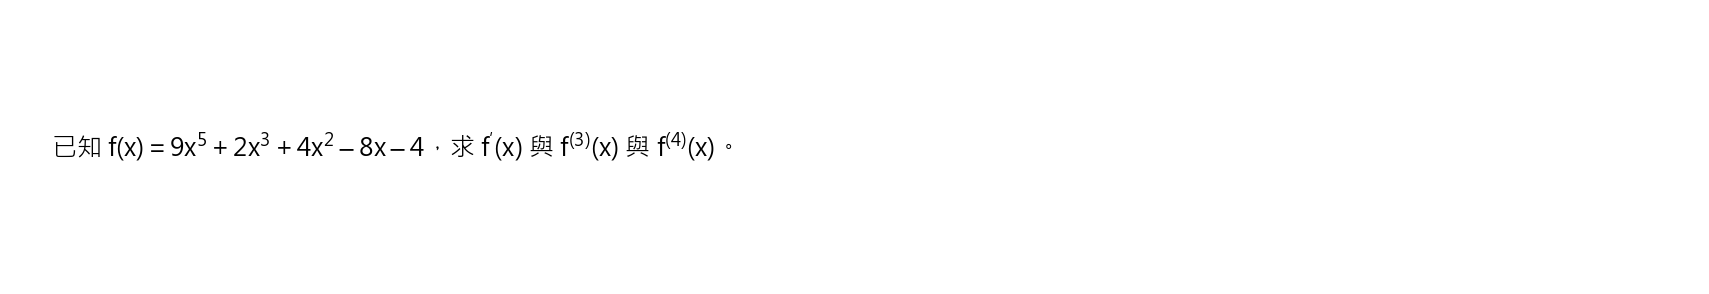 已知 f(x) = 9x⁵ + 2x³ + 4x² – 8x – 4，求 f′(x) 與 f⁽³⁾(x) 與 f⁽⁴⁾(x) 。